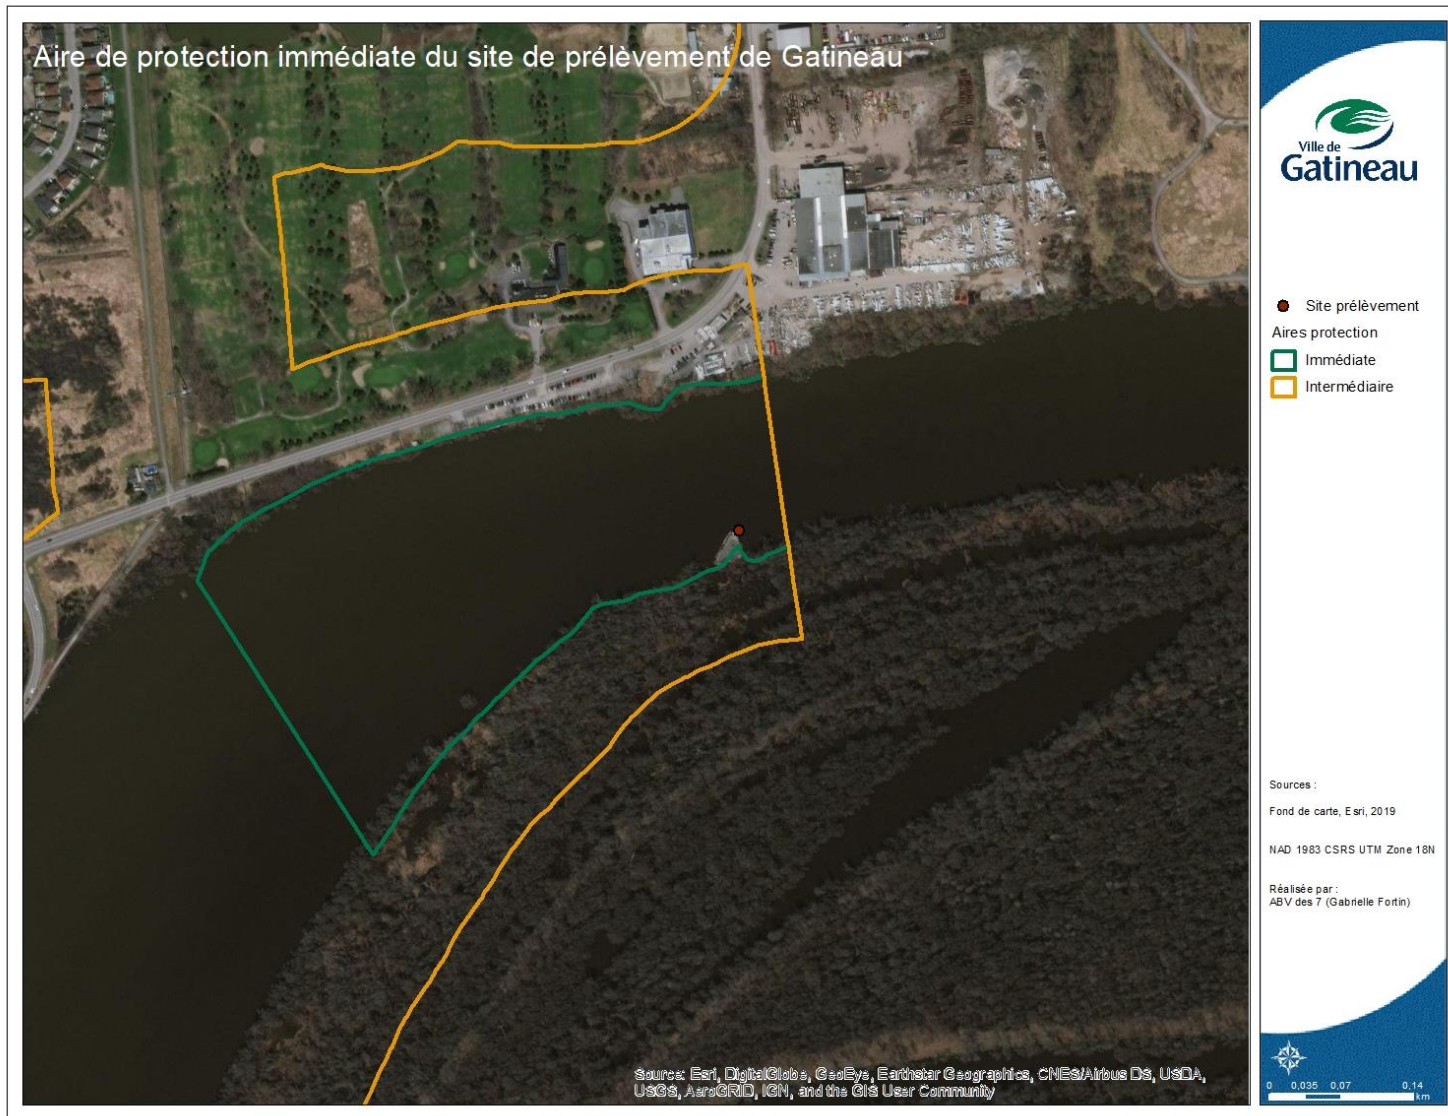 Aire de protection immédiate du site de prélèvement de Gatineau
Ville de
Gatineau
Site prélèvement
Aires protection
Immédiate
Intermédiaire
Sources :
Fond de carte, Esri, 2019
NAD 1983 CSRS UTM Zone 18N
Réalisée par :
ABV des 7 (Gabrielle Fortin)
0 0,035 0,07 0,14
km
Source: Esri, DigitalGlobe, GeoEye, Earthstar Geographics, CNES/Airbus DS, USDA,
USGS, AeroGRID, IGN, and the GIS User Community